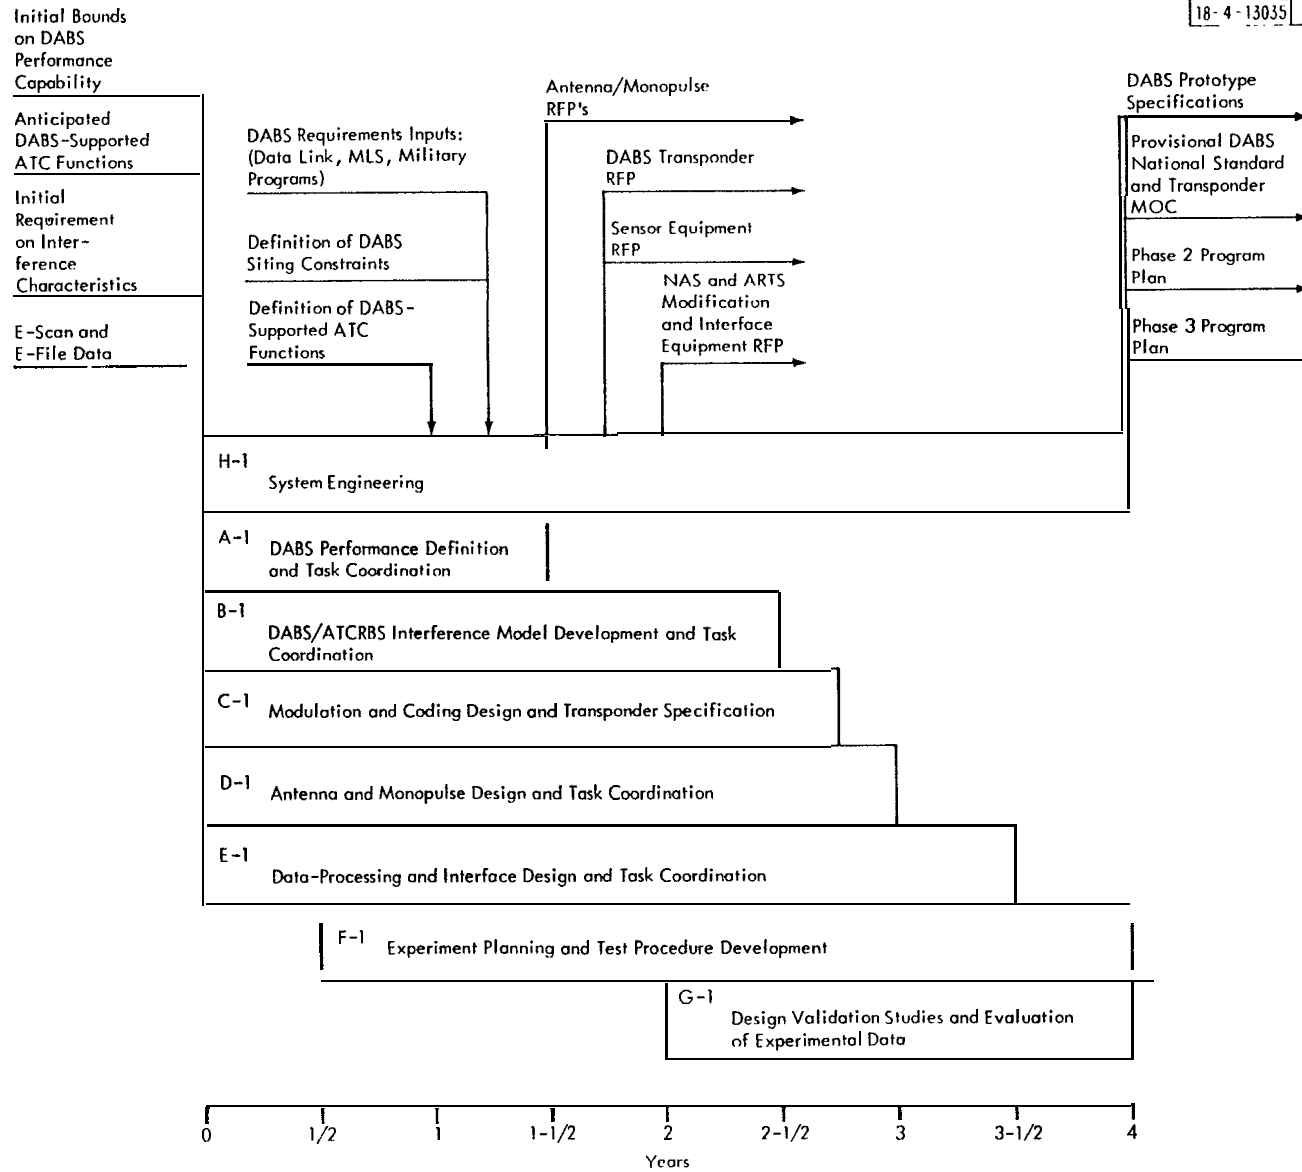 18-4-13035
Initial Bounds
on DABS
Performance
Capability
Anticipated
DABS-Supported
ATC Functions
Initial
Requirement
on Inter-
ference
Characteristics
E-Scan and
E-File Data
DABS Requirements Inputs:
(Data Link, MLS, Military
Programs)
Definition of DABS
Siting Constraints
Definition of DABS-
Supported ATC
Functions
Antenna/Monopulse
RFP's
DABS Transponder
RFP
Sensor Equipment
RFP
NAS and ARTS
Modification
and Interface
Equipment RFP
DABS Prototype
Specifications
Provisional DABS
National Standard
and Transponder
MOC
Phase 2 Program
Plan
Phase 3 Program
Plan
H-1
System Engineering
A-1
DABS Performance Definition
and Task Coordination
B-1
DABS/ATCRBS Interference Model Development and Task
Coordination
C-1
Modulation and Coding Design and Transponder Specification
D-1
Antenna and Monopulse Design and Task Coordination
E-1
Data-Processing and Interface Design and Task Coordination
F-1
Experiment Planning and Test Procedure Development
G-1
Design Validation Studies and Evaluation
of Experimental Data
0 1/2 1 1-1/2 2 2-1/2 3 3-1/2 4
Years